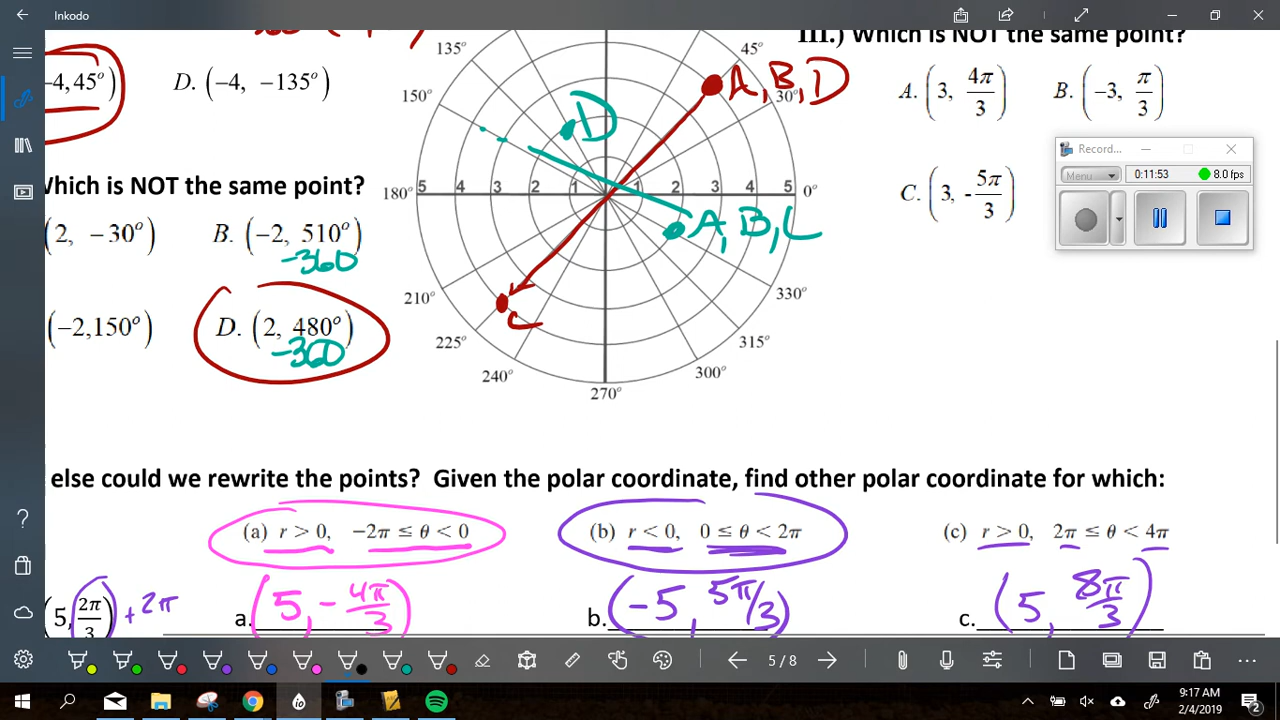 Inkodo
135°
45°
III.) Which is NOT the same point?
-4,45°)
D. (-4, -135°)
150°
30°
A, B, D
A. (3, 4π/3)
B. (-3, π/3)
D
Record...
Menu
0:11:53
8.0 fps
Which is NOT the same point?
180° 5 4 3 2 1 1 2 3 4 5 0°
C. (3, -5π/3)
(2, -30°)
B. (-2, 510°)
-360
A, B, C
210°
330°
(-2,150°)
D. (2, 480°)
-360
C
225°
315°
240°
300°
270°
else could we rewrite the points? Given the polar coordinate, find other polar coordinate for which:
(a) r > 0, -2π ≤ θ < 0
(b) r < 0, 0 ≤ θ < 2π
(c) r > 0, 2π ≤ θ < 4π
(5, 2π/3) + 2π
a. (5, -4π/3)
b. (-5, 5π/3)
c. (5, 8π/3)
5 / 8
9:17 AM
2/4/2019
2